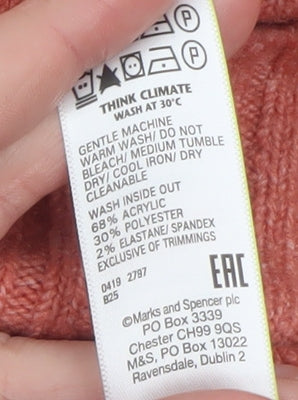 P
P
THINK CLIMATE
WASH AT 30°C
GENTLE MACHINE
WARM WASH/ DO NOT
BLEACH/ MEDIUM TUMBLE
DRY/ COOL IRON/ DRY
CLEANABLE
WASH INSIDE OUT
68% ACRYLIC
30% POLYESTER
2% ELASTANE/ SPANDEX
EXCLUSIVE OF TRIMMINGS
0419 2797
B25
EAC
©Marks and Spencer plc
PO Box 3339
Chester CH99 9QS
M&S, PO Box 13022
Ravensdale, Dublin 2